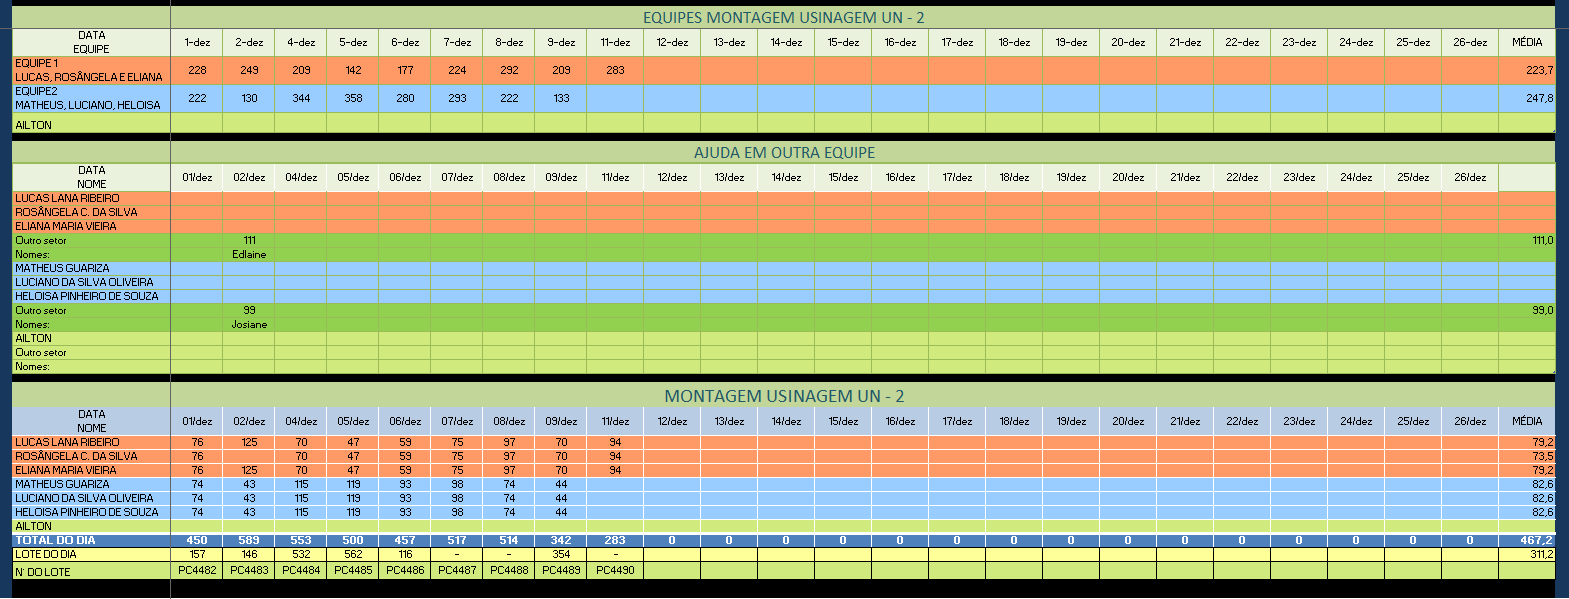 EQUIPES MONTAGEM USINAGEM UN - 2
DATA
EQUIPE 1-dez 2-dez 4-dez 5-dez 6-dez 7-dez 8-dez 9-dez 11-dez 12-dez 13-dez 14-dez 15-dez 16-dez 17-dez 18-dez 19-dez 20-dez 21-dez 22-dez 23-dez 24-dez 25-dez 26-dez MÉDIA
EQUIPE 1
LUCAS, ROSÂNGELA E ELIANA 228 249 209 142 177 224 292 209 283 223,7
EQUIPE2
MATHEUS, LUCIANO, HELOISA 222 130 344 358 280 293 222 133 247,8
AILTON
AJUDA EM OUTRA EQUIPE
DATA
NOME 01/dez 02/dez 04/dez 05/dez 06/dez 07/dez 08/dez 09/dez 11/dez 12/dez 13/dez 14/dez 15/dez 16/dez 17/dez 18/dez 19/dez 20/dez 21/dez 22/dez 23/dez 24/dez 25/dez 26/dez
LUCAS LANA RIBEIRO
ROSÂNGELA C. DA SILVA
ELIANA MARIA VIEIRA
Outro setor 111 111,0
Nomes: Edlaine
MATHEUS GUARIZA
LUCIANO DA SILVA OLIVEIRA
HELOISA PINHEIRO DE SOUZA
Outro setor 99 99,0
Nomes: Josiane
AILTON
Outro setor
Nomes:
MONTAGEM USINAGEM UN - 2
DATA
NOME 01/dez 02/dez 04/dez 05/dez 06/dez 07/dez 08/dez 09/dez 11/dez 12/dez 13/dez 14/dez 15/dez 16/dez 17/dez 18/dez 19/dez 20/dez 21/dez 22/dez 23/dez 24/dez 25/dez 26/dez MÉDIA
LUCAS LANA RIBEIRO 76 125 70 47 59 75 97 70 94 79,2
ROSÂNGELA C. DA SILVA 76 70 47 59 75 97 70 94 73,5
ELIANA MARIA VIEIRA 76 125 70 47 59 75 97 70 94 79,2
MATHEUS GUARIZA 74 43 115 119 93 98 74 44 82,6
LUCIANO DA SILVA OLIVEIRA 74 43 115 119 93 98 74 44 82,6
HELOISA PINHEIRO DE SOUZA 74 43 115 119 93 98 74 44 82,6
AILTON
TOTAL DO DIA 450 589 553 500 457 517 514 342 283 0 0 0 0 0 0 0 0 0 0 0 0 0 0 0 467,2
LOTE DO DIA 157 146 532 562 116 - - 354 - 311,2
N° DO LOTE PC4482 PC4483 PC4484 PC4485 PC4486 PC4487 PC4488 PC4489 PC4490